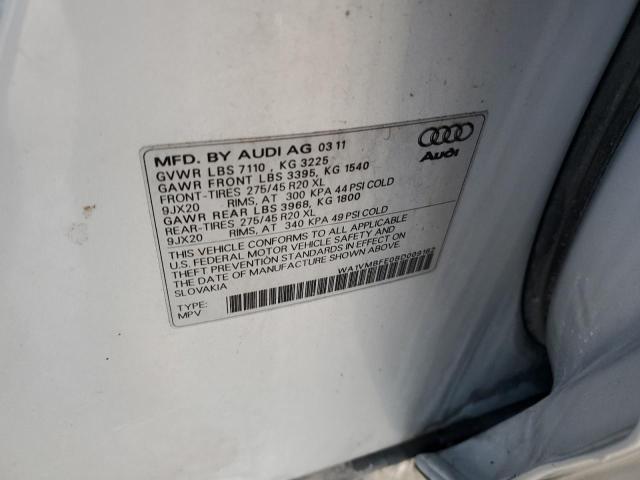 MFD. BY AUDI AG 03 11
GVWR LBS 7110, KG 3225
GAWR FRONT LBS 3395, KG 1540
FRONT-TIRES 275/45 R20 XL
9JX20 RIMS, AT 300 KPA 44 PSI COLD
GAWR REAR LBS 3968, KG 1800
REAR-TIRES 275/45 R20 XL
9JX20 RIMS, AT 340 KPA 49 PSI COLD
THIS VEHICLE CONFORMS TO ALL APPLICABLE
U.S. FEDERAL MOTOR VEHICLE SAFETY AND
THEFT PREVENTION STANDARDS IN EFFECT ON
THE DATE OF MANUFACTURE SHOWN ABOVE.
SLOVAKIA
TYPE:
MPV
Audi